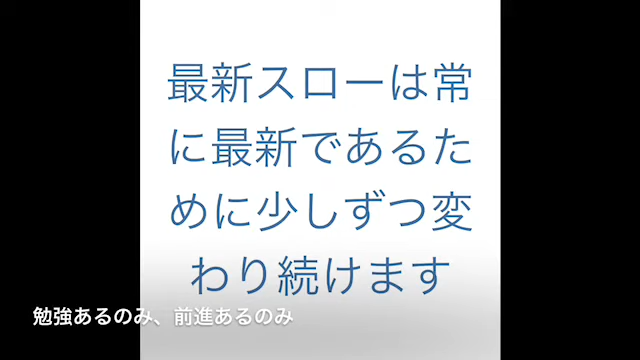 最新スローは常
に最新であるた
めに少しずつ変
わり続けます
勉強あるのみ、前進あるのみ